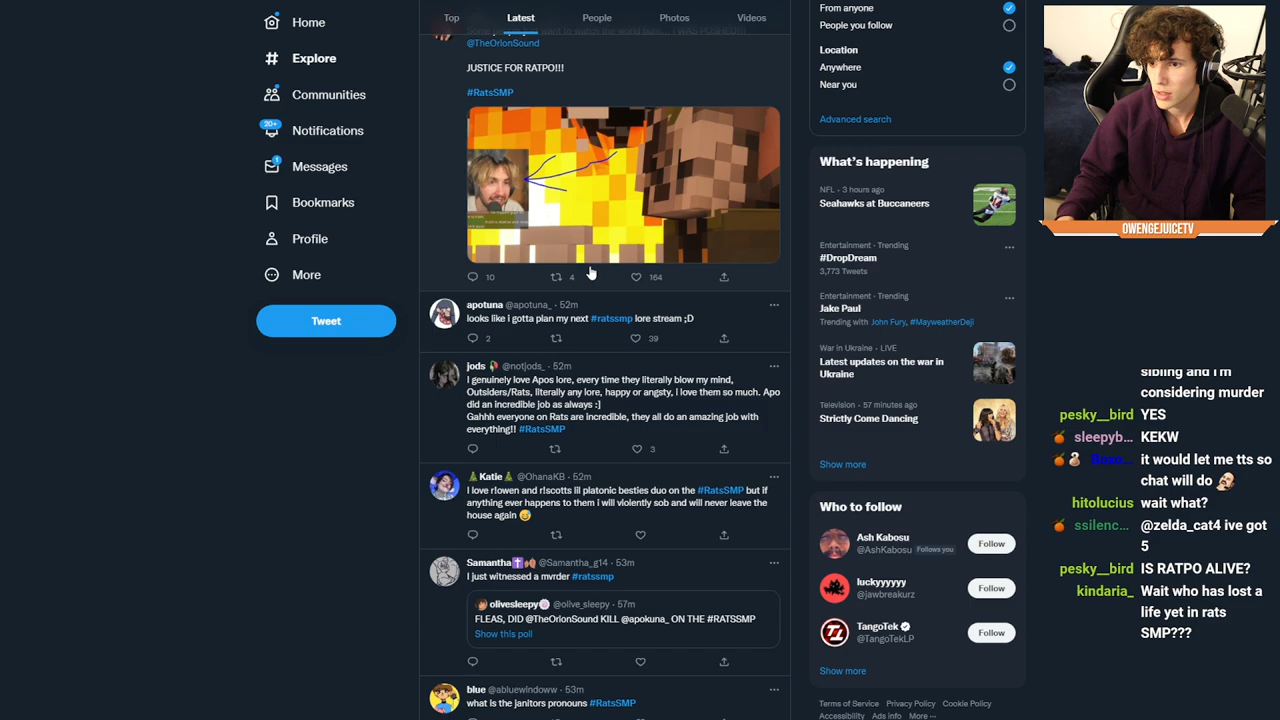 Home
Explore
Communities
20+
Notifications
Messages
Bookmarks
Profile
More
Tweet
Top
Latest
People
Photos
Videos
@TheOrionSound
JUSTICE FOR RATPO!!!
#RatsSMP
10
4
164
apotuna @apotuna_ · 52m
looks like i gotta plan my next #ratssmp lore stream ;D
2
39
jods @notjods_ · 52m
I genuinely love Apos lore, every time they literally blow my mind,
Outsiders/Rats, literally any lore, happy or angsty, I love them so much. Apo
did an incredible job as always :]
Gahhh everyone on Rats are incredible, they all do an amazing job with
everything!! #RatsSMP
3
Katie @OhanaKB · 52m
I love r!owen and r!scotts lil platonic besties duo on the #RatsSMP but if
anything ever happens to them i will violently sob and will never leave the
house again
Samantha @Samantha_g14 · 53m
I just witnessed a mvrder #ratssmp
olivesleepy @olive_sleepy · 57m
FLEAS, DID @TheOrionSound KILL @apokuna_ ON THE #RATSSMP
Show this poll
blue @abluewindoww · 53m
what is the janitors pronouns #RatsSMP
From anyone
People you follow
Location
Anywhere
Near you
Advanced search
What's happening
NFL · 3 hours ago
Seahawks at Buccaneers
Entertainment · Trending
#DropDream
3,773 Tweets
Entertainment · Trending
Jake Paul
Trending with John Fury, #MayweatherDeji
War in Ukraine · LIVE
Latest updates on the war in
Ukraine
Television · 57 minutes ago
Strictly Come Dancing
Show more
Who to follow
Ash Kabosu
@AshKabosu Follows you
Follow
luckyyyyyy
@jawbreakurz
Follow
TangoTek
@TangoTekLP
Follow
Show more
Terms of Service Privacy Policy Cookie Policy
Accessibility Ads info More ···
OWENGEJUICETV
sibling and I'm
considering murder
pesky__bird YES
sleepyb... KEKW
it would let me tts so
chat will do
hitolucius wait what?
ssilenc... @zelda_cat4 ive got
5
pesky__bird IS RATPO ALIVE?
kindaria_ Wait who has lost a
life yet in rats
SMP???